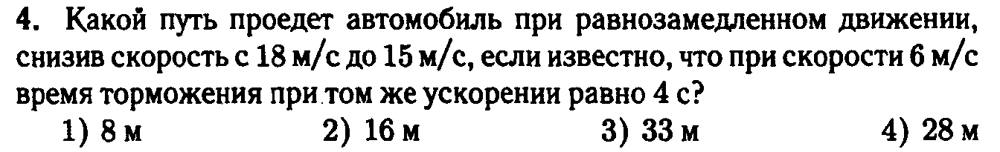 4. Какой путь проедет автомобиль при равнозамедленном движении,
снизив скорость с 18 м/с до 15 м/с, если известно, что при скорости 6 м/с
время торможения при том же ускорении равно 4 с?
1) 8 м 2) 16 м 3) 33 м 4) 28 м